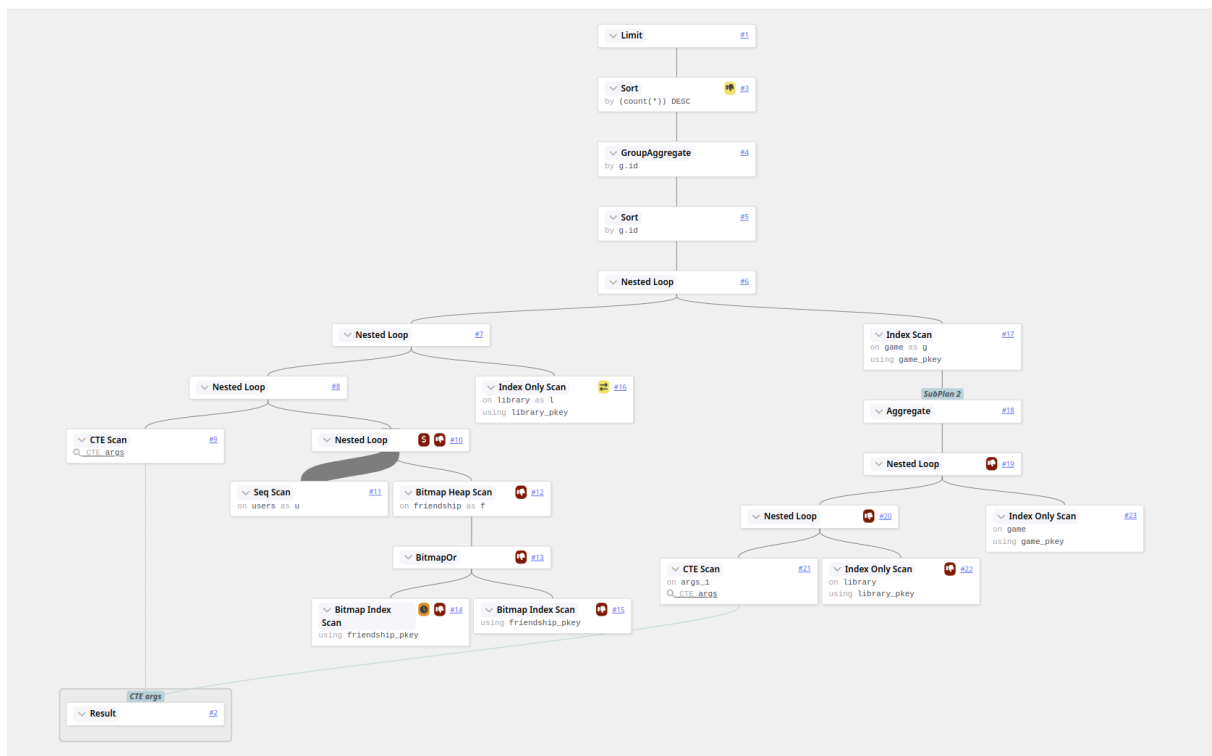 Limit #1
Sort #3
by (count(*)) DESC
GroupAggregate #4
by g.id
Sort #5
by g.id
Nested Loop #6
Nested Loop #7
Index Scan #17
on game as g
using game_pkey
Nested Loop #8
Index Only Scan #16
on library as l
using library_pkey
SubPlan 2
Aggregate #18
CTE Scan #9
CTE args
Nested Loop $ #10
Nested Loop #19
Seq Scan #11
on users as u
Bitmap Heap Scan #12
on friendship as f
Nested Loop #20
Index Only Scan #23
on game
using game_pkey
BitmapOr #13
CTE Scan #21
on args_1
CTE args
Index Only Scan #22
on library
using library_pkey
Bitmap Index #14
Scan
using friendship_pkey
Bitmap Index Scan #15
using friendship_pkey
CTE args
Result #2